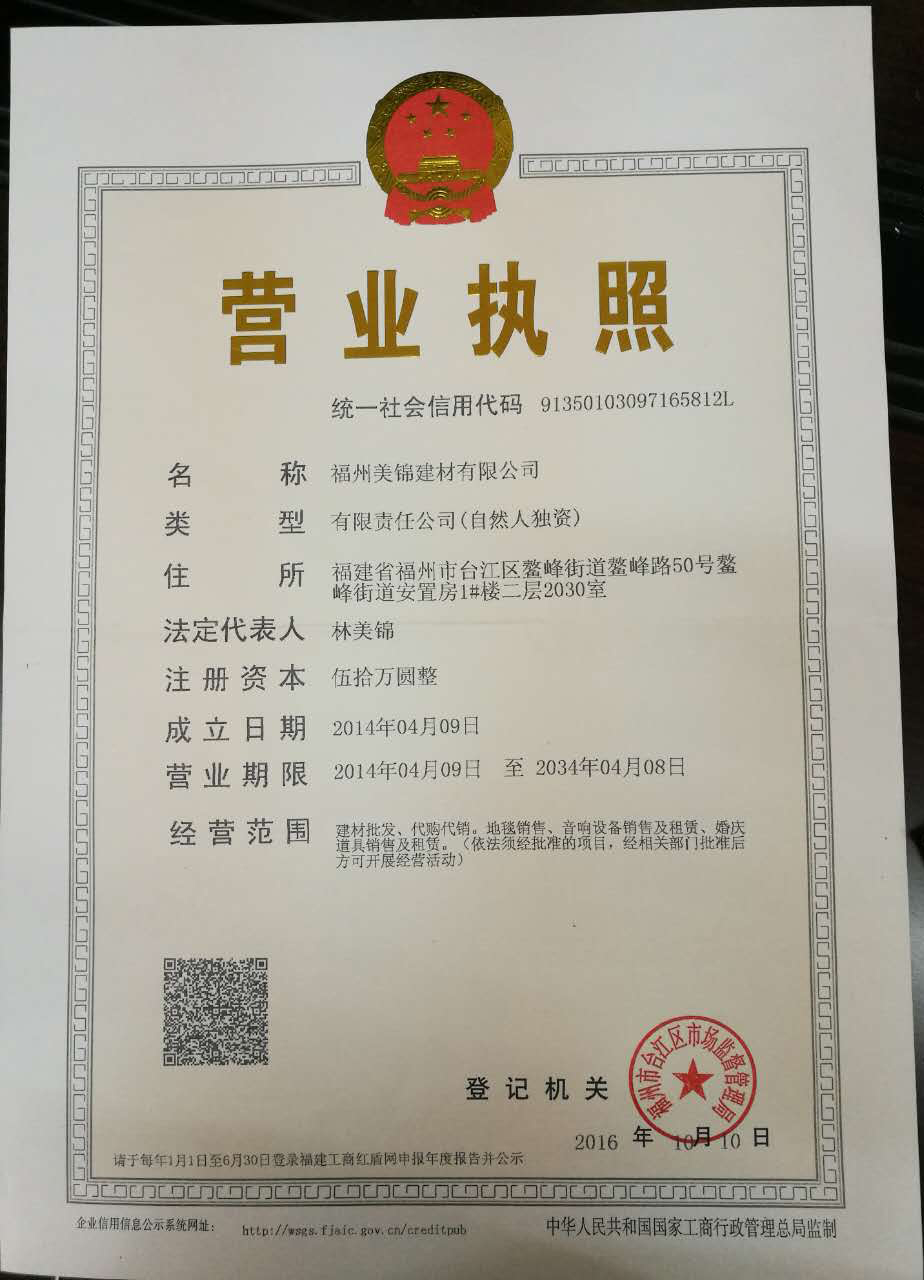 营业执照
统一社会信用代码 91350103097165812L
名称 福州美锦建材有限公司
类型 有限责任公司(自然人独资)
住所 福建省福州市台江区鳌峰街道鳌峰路50号鳌
峰街道安置房1#楼二层2030室
法定代表人 林美锦
注册资本 伍拾万圆整
成立日期 2014年04月09日
营业期限 2014年04月09日 至 2034年04月08日
经营范围 建材批发、代购代销。地毯销售、音响设备销售及租赁、婚庆
道具销售及租赁。（依法须经批准的项目，经相关部门批准后
方可开展经营活动）
登记机关
福州市台江区市场监督管理局
2016 年 10月 10 日
请于每年1月1日至6月30日登录福建工商红盾网申报年度报告并公示
企业信用信息公示系统网址： http://wsgs.fjaic.gov.cn/creditpub 中华人民共和国国家工商行政管理总局监制